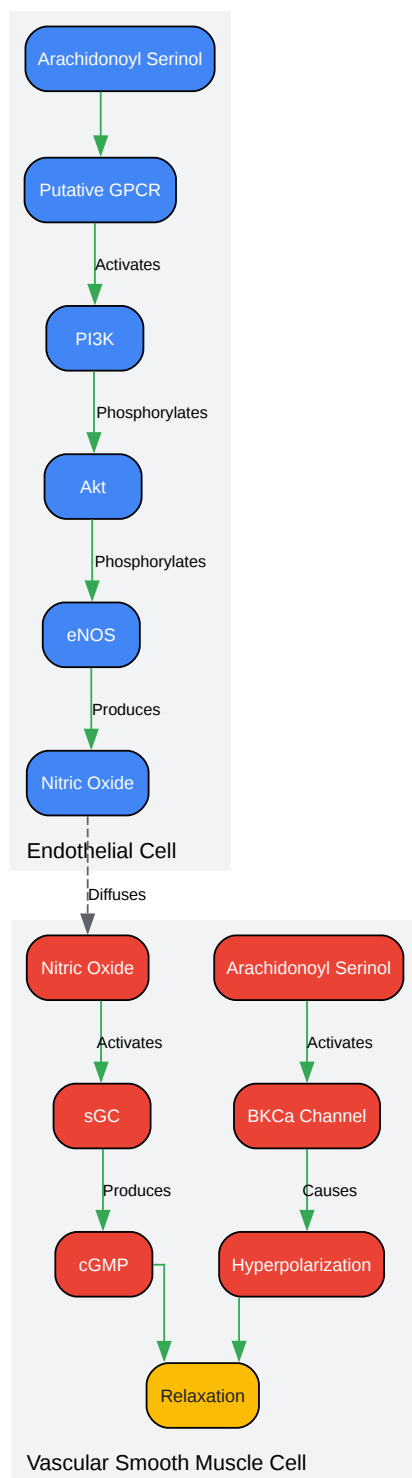 Arachidonoyl Serinol
Putative GPCR
Activates
PI3K
Phosphorylates
Akt
Phosphorylates
eNOS
Produces
Nitric Oxide
Endothelial Cell
Diffuses
Nitric Oxide
Arachidonoyl Serinol
Activates
Activates
sGC
BKCa Channel
Produces
Causes
cGMP
Hyperpolarization
Relaxation
Vascular Smooth Muscle Cell